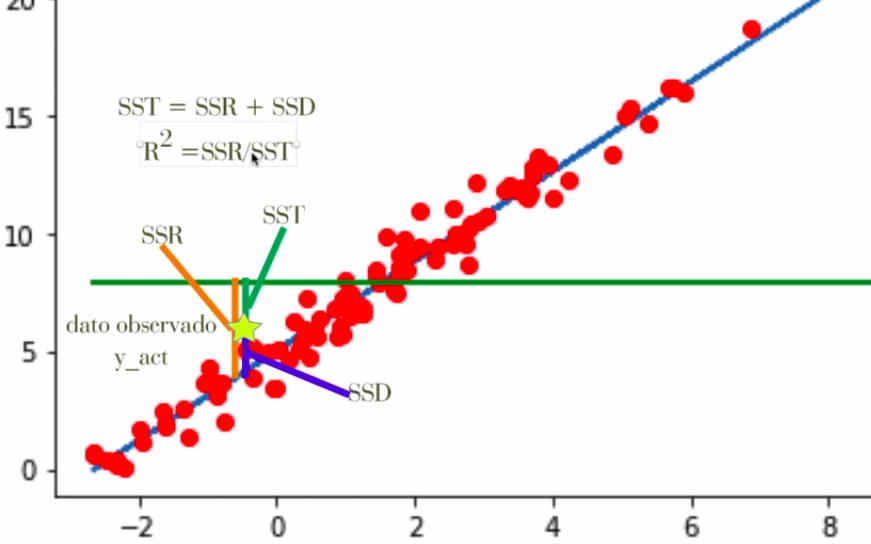 20
SST = SSR + SSD
15
R² =SSR/SST
SST
SSR
10
dato observado
y_act
5
SSD
0
−2 0 2 4 6 8